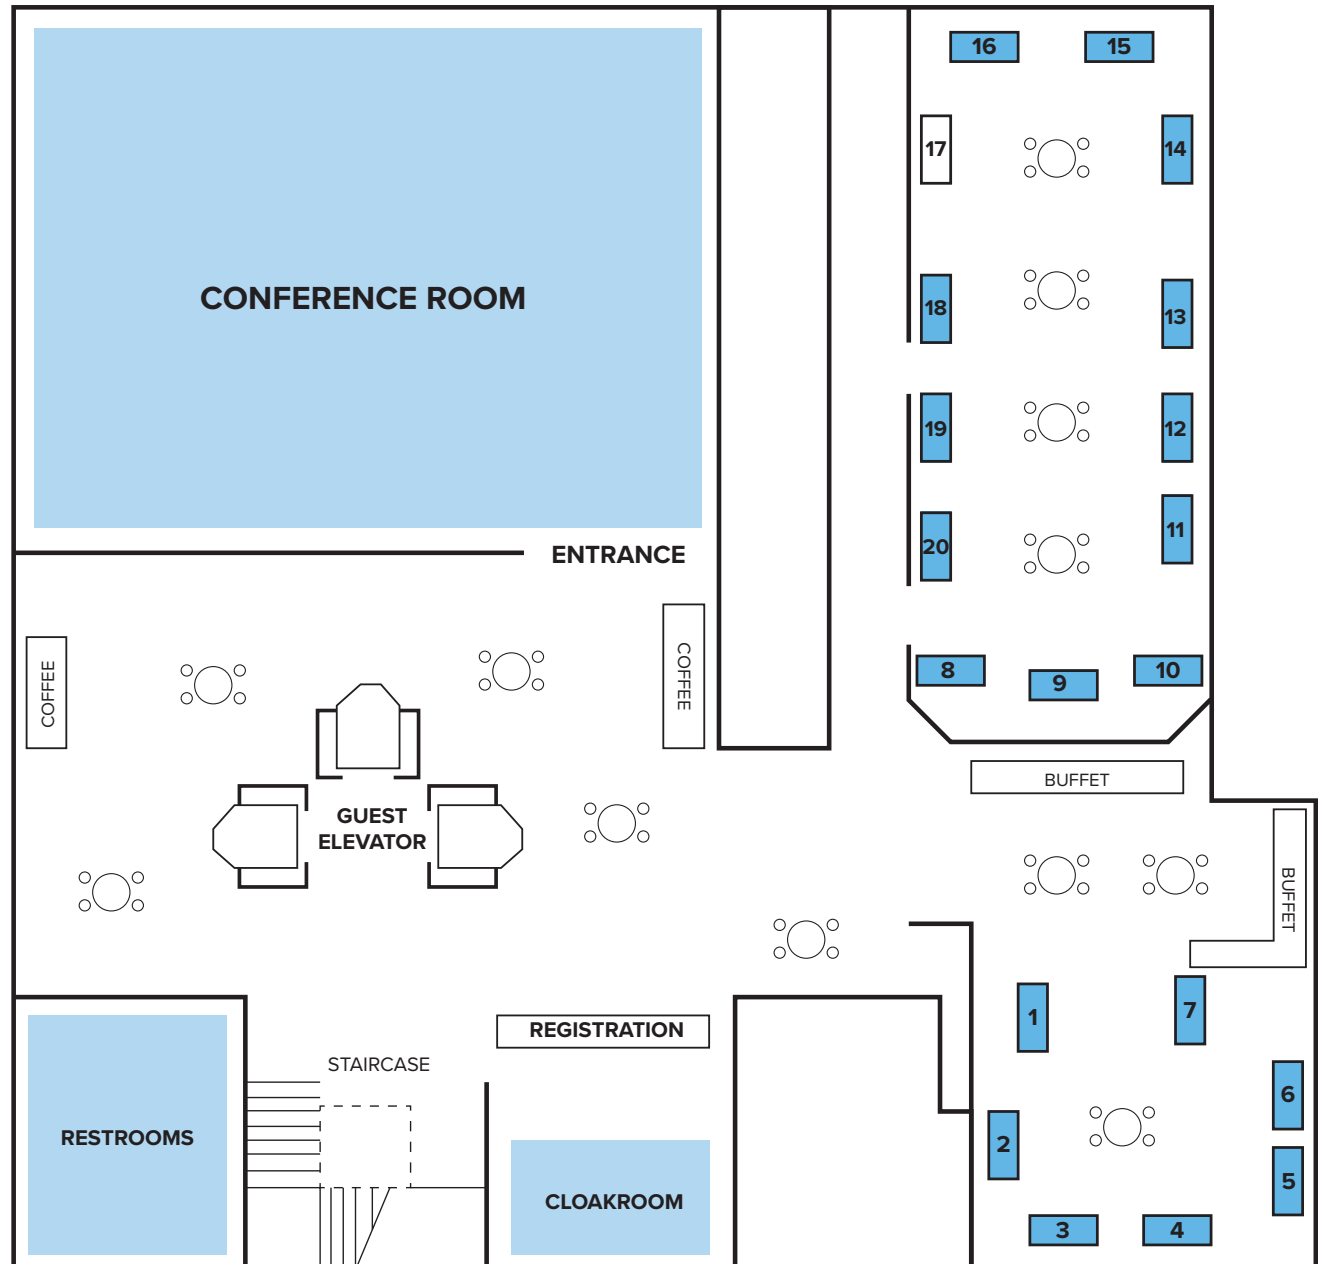 16
15
17
14
CONFERENCE ROOM
18
13
19
12
11
20
ENTRANCE
COFFEE
COFFEE
8
9
10
BUFFET
GUEST
ELEVATOR
BUFFET
1
7
REGISTRATION
STAIRCASE
6
RESTROOMS
2
5
CLOAKROOM
3
4